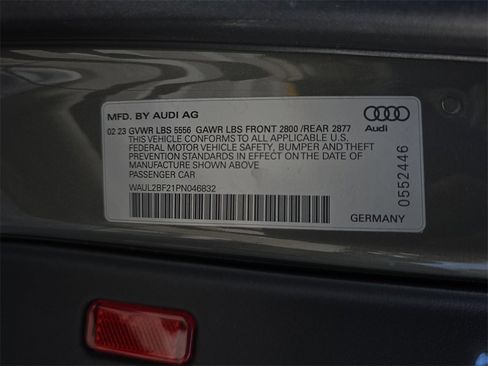 MFD. BY AUDI AG
02.23 GVWR LBS 5556 GAWR LBS FRONT 2800 /REAR 2877
THIS VEHICLE CONFORMS TO ALL APPLICABLE U.S.
FEDERAL MOTOR VEHICLE SAFETY, BUMPER AND THEFT
PREVENTION STANDARDS IN EFFECT ON THE DATE OF
MANUFACTURE SHOWN ABOVE
PASSENGER CAR
WAUL2BF21PN046832
Audi
0552446
GERMANY